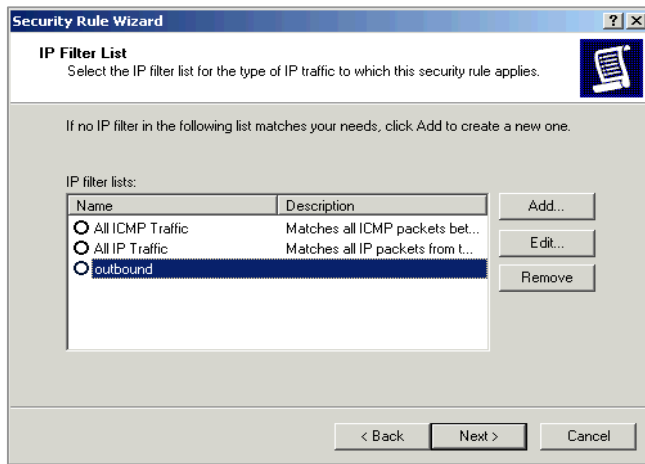 Security Rule Wizard
IP Filter List
Select the IP filter list for the type of IP traffic to which this security rule applies.
If no IP filter in the following list matches your needs, click Add to create a new one.
IP filter lists:
Name Description
All ICMP Traffic Matches all ICMP packets bet...
All IP Traffic Matches all IP packets from t...
outbound
Add...
Edit...
Remove
< Back Next > Cancel